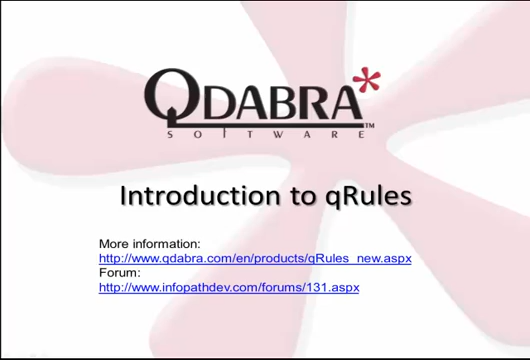 QDABRA
SOFTWARE™
Introduction to qRules
More information:
http://www.qdabra.com/en/products/qRules_new.aspx
Forum:
http://www.infopathdev.com/forums/131.aspx